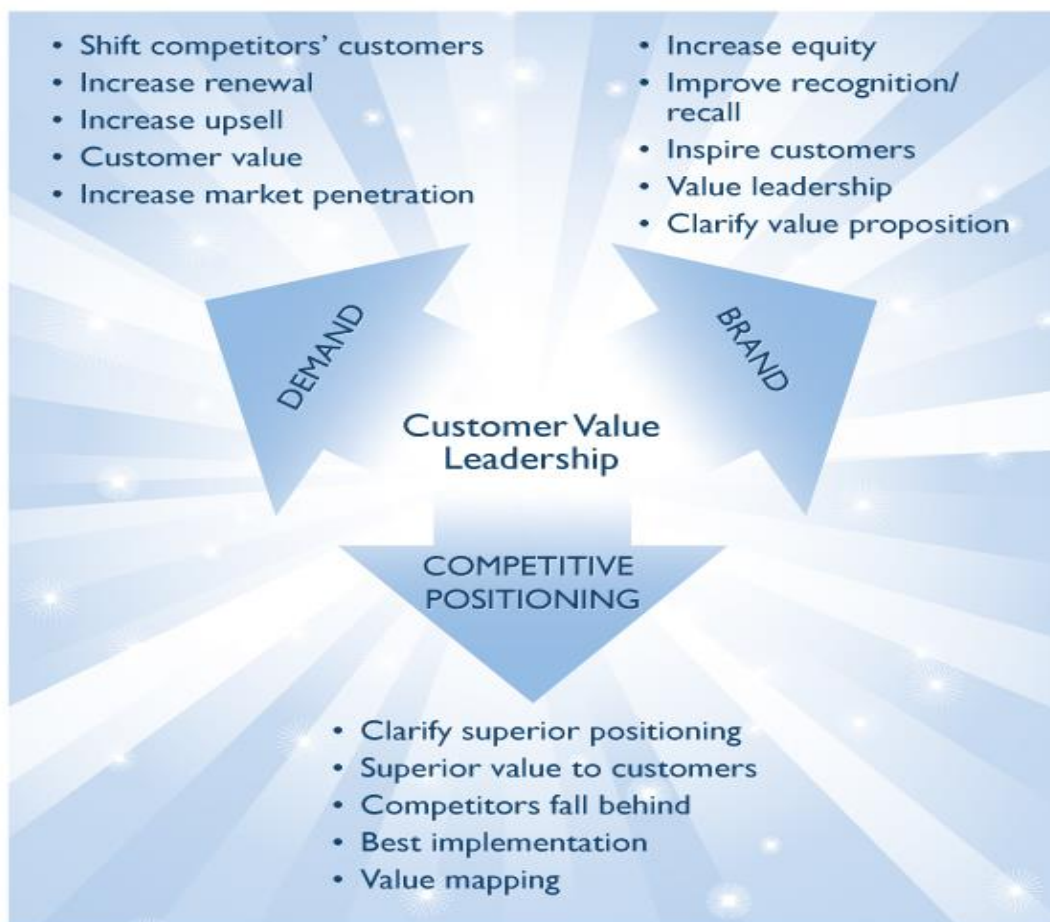 • Shift competitors' customers
• Increase renewal
• Increase upsell
• Customer value
• Increase market penetration
• Increase equity
• Improve recognition/
recall
• Inspire customers
• Value leadership
• Clarify value proposition
DEMAND
BRAND
Customer Value
Leadership
COMPETITIVE
POSITIONING
• Clarify superior positioning
• Superior value to customers
• Competitors fall behind
• Best implementation
• Value mapping